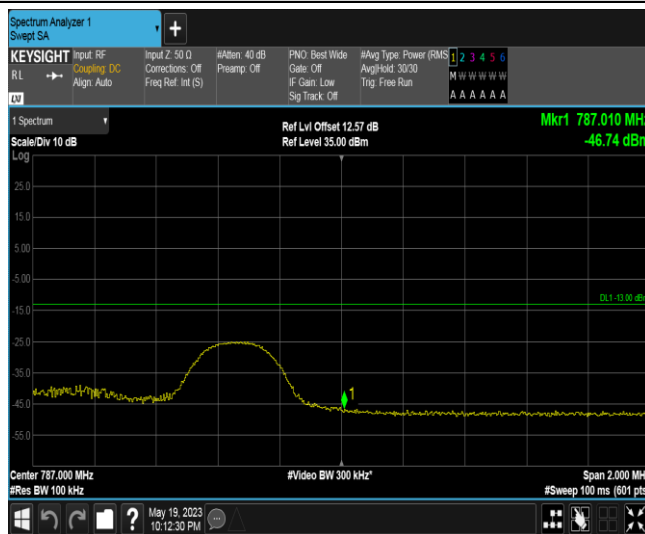 Spectrum Analyzer 1
Swept SA
+
KEYSIGHT Input: RF Input Z: 50 Ω #Atten: 40 dB PNO: Best Wide #Avg Type: Power (RMS 1 2 3 4 5 6
RL Coupling: DC Corrections: Off Preamp: Off Gate: Off Avg|Hold: 30/30 M W W W W W
Align: Auto Freq Ref: Int (S) IF Gain: Low Trig: Free Run
Sig Track: Off A A A A A A
LXI
1 Spectrum Ref Lvl Offset 12.57 dB Mkr1 787.010 MHz
Scale/Div 10 dB Ref Level 35.00 dBm -46.74 dBm
Log
25.0
15.0
5.00
-5.00
DL1 -13.00 dBm
-15.0
-25.0
-35.0
1
-45.0
-55.0
Center 787.000 MHz #Video BW 300 kHz* Span 2.000 MH
#Res BW 100 kHz #Sweep 100 ms (601 pts
? May 19, 2023
10:12:30 PM